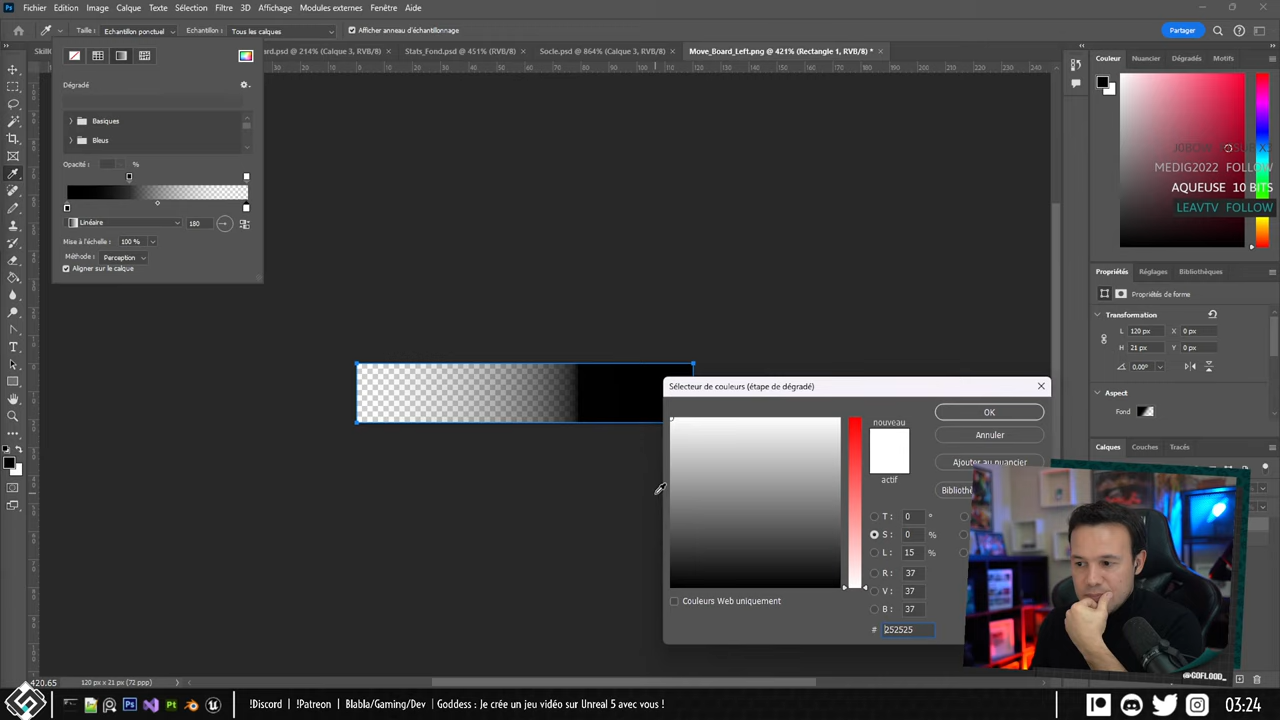 Fichier Edition Image Calque Texte Sélection Filtre 3D Affichage Modules externes Fenêtre Aide
Taille : Echantillon ponctuel Echantillon : Tous les calques Afficher anneau d'échantillonnage Partager
ard.psd @ 214% (Calque 3, RVB/8) Stats_Fond.psd @ 451% (Calque 3, RVB/8) Socle.psd @ 864% (Calque 3, RVB/8) Move_Board_Left.png @ 421% (Rectangle 1, RVB/8) *
Dégradé
Basiques
Bleus
Opacité : %
Linéaire 180
Mise à l'échelle : 100 %
Méthode : Perception
Aligner sur le calque
Couleur Nuancier Dégradés Motifs
MEDIG2022 FOLLOW
AQUEUSE 10 BITS
LEAVTV FOLLOW
Propriétés Réglages Bibliothèques
Propriétés de forme
Transformation
L 120 px X 0 px
H 21 px Y 0 px
0,00°
Aspect
Fond
Calques Couches Tracés
Sélecteur de couleurs (étape de dégradé)
nouveau
actif
OK
Annuler
Ajouter au nuancier
Biblioth
T : 0 °
S : 0 %
L : 15 %
R : 37
V : 37
B : 37
# 252525
Couleurs Web uniquement
@GOFLOOD_
420.65 120 px x 21 px (72 ppp)
!Discord ! !Patreon ! Blabla/Gaming/Dev ! Goddess : Je crée un jeu vidéo sur Unreal 5 avec vous !
03:24